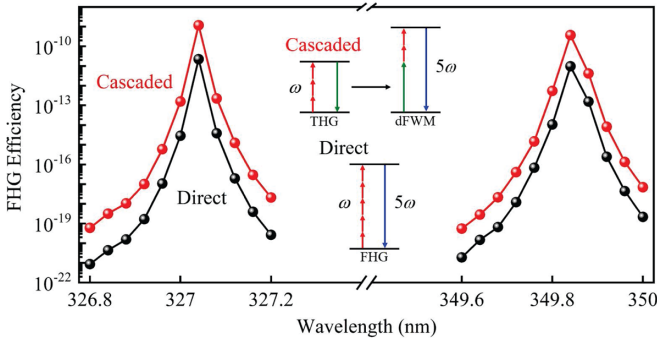 FHG Efficiency
10⁻¹⁰
10⁻¹³
10⁻¹⁶
10⁻¹⁹
10⁻²²
Cascaded
Direct
Cascaded
ω
THG
5ω
dFWM
Direct
ω
5ω
FHG
326.8
327
327.2
349.6
349.8
350
Wavelength (nm)